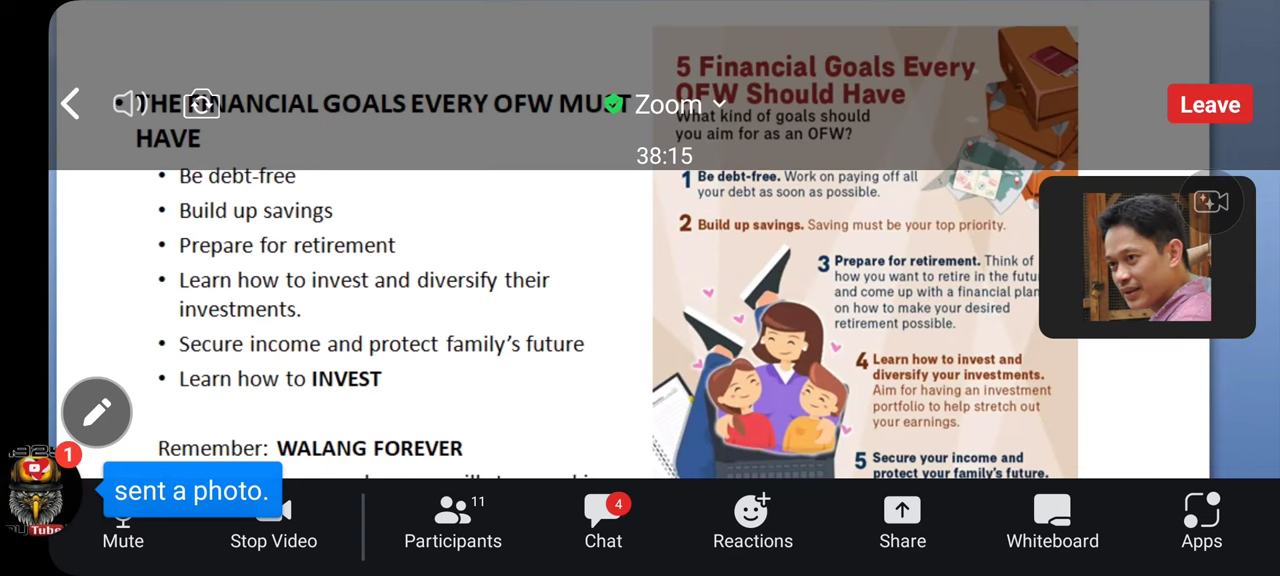 5 Financial Goals Every
OFW Should Have
What kind of goals should
you aim for as an OFW?
THE FINANCIAL GOALS EVERY OFW MUST
HAVE
Zoom
38:15
Leave
• Be debt-free
• Build up savings
• Prepare for retirement
• Learn how to invest and diversify their
investments.
• Secure income and protect family's future
• Learn how to INVEST
Remember: WALANG FOREVER
1 Be debt-free. Work on paying off all
your debt as soon as possible.
2 Build up savings. Saving must be your top priority.
3 Prepare for retirement. Think of
how you want to retire in the
and come up with a financial plan
on how to make your desired
retirement possible.
4 Learn how to invest and
diversify your investments.
Aim for having an investment
portfolio to help stretch out
your earnings.
5 Secure your income and
protect your family's future.
1
sent a photo.
Tube
Mute
Stop Video
11
Participants
4
Chat
Reactions
Share
Whiteboard
Apps